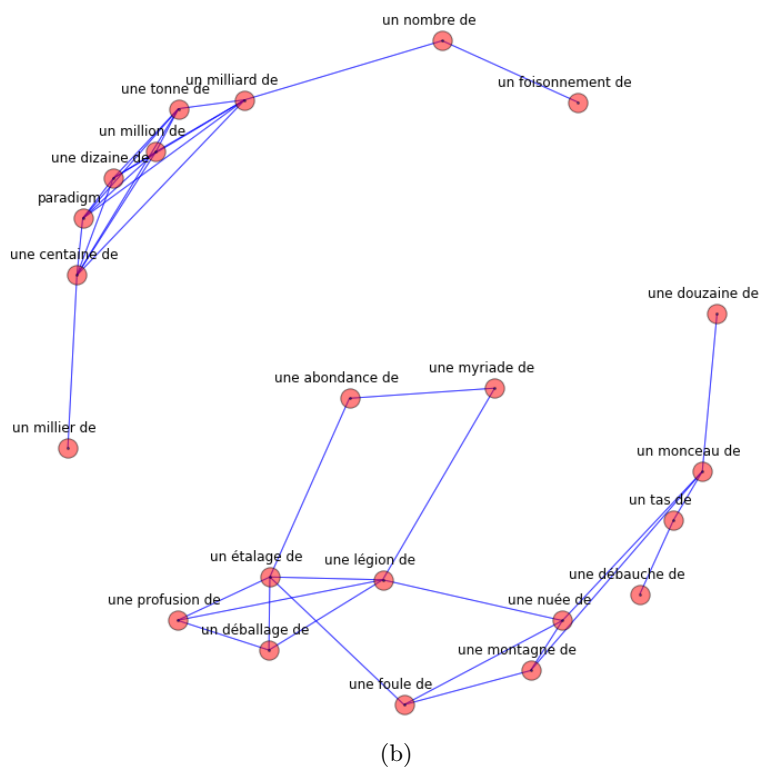 un nombre de
un milliard de
une tonne de
un foisonnement de
un million de
une dizaine de
paradigm
une centaine de
une douzaine de
une myriade de
une abondance de
un millier de
un monceau de
un tas de
un étalage de
une légion de
une débauche de
une profusion de
une nuée de
un déballage de
une montagne de
une foule de
(b)